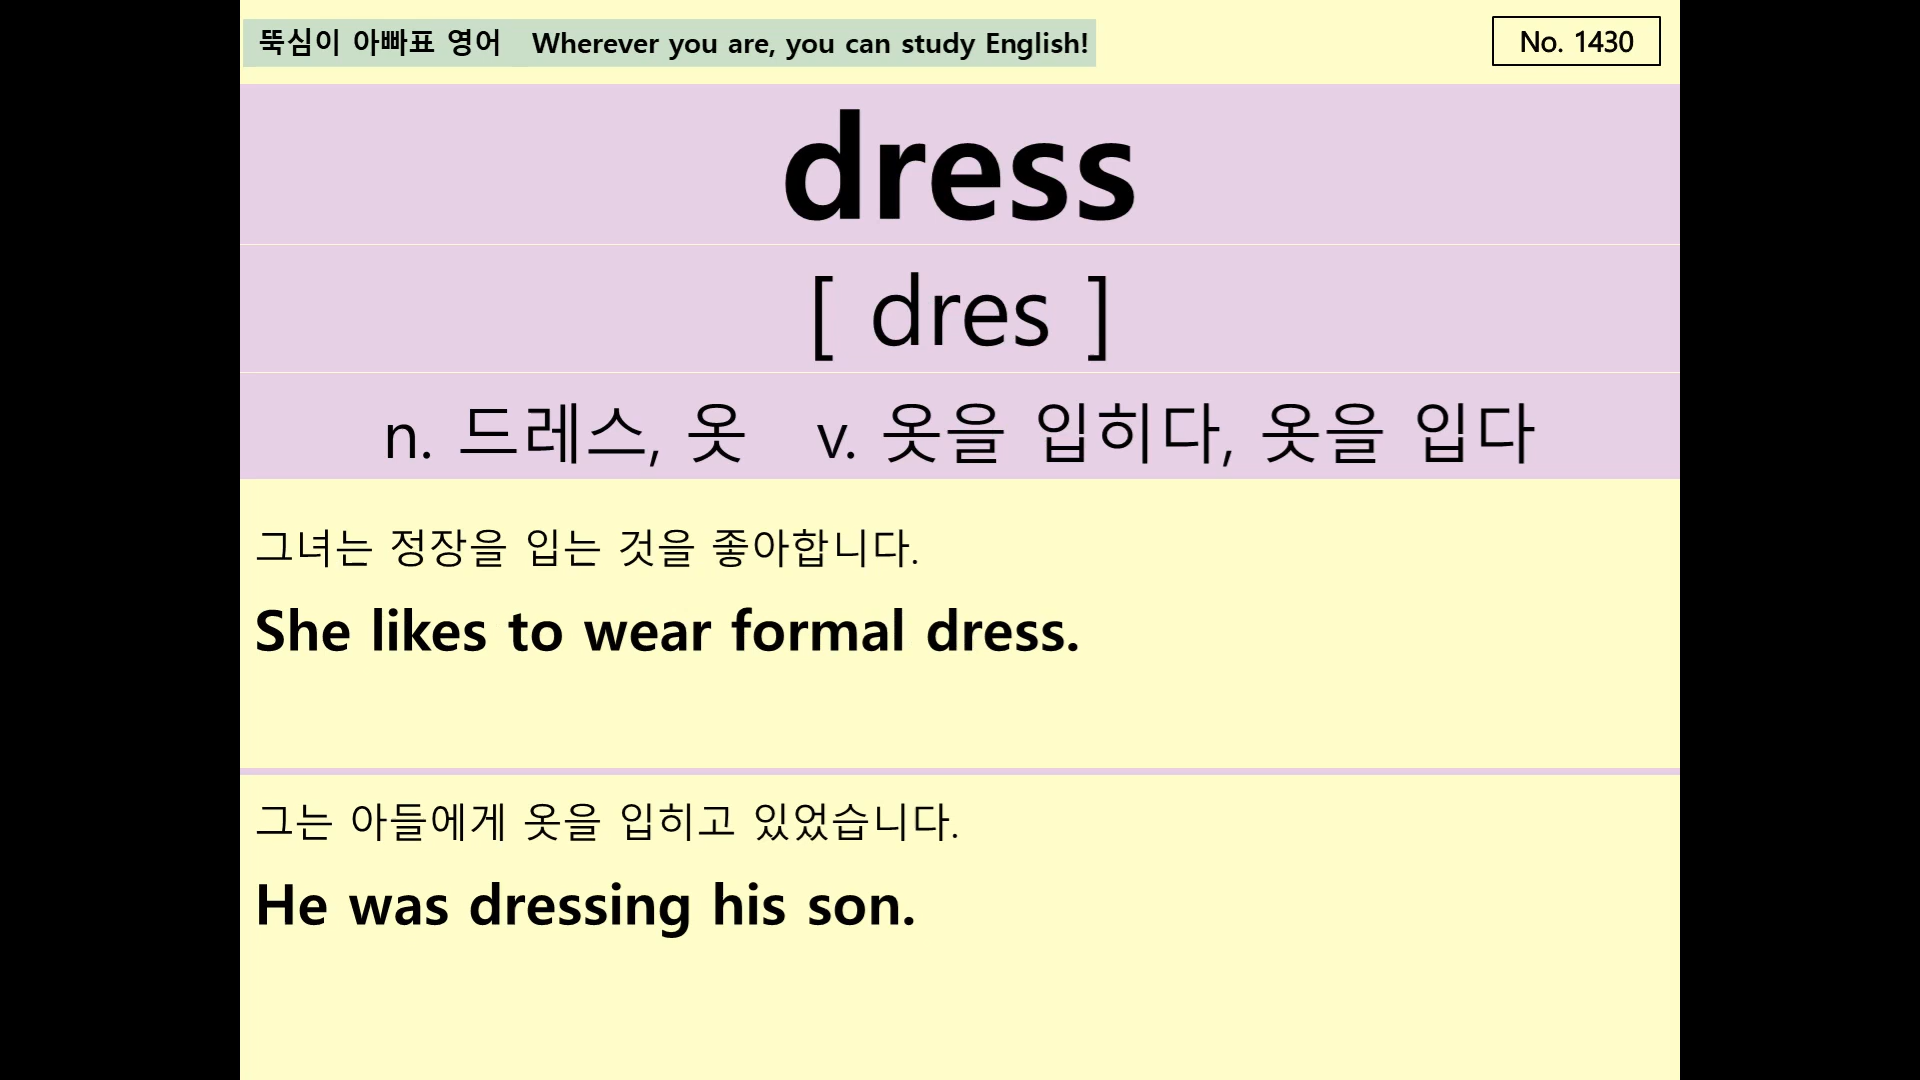 뚝심이 아빠표 영어 Wherever you are, you can study English!
No. 1430
dress
[ dres ]
n. 드레스, 옷 v. 옷을 입히다, 옷을 입다
그녀는 정장을 입는 것을 좋아합니다.
She likes to wear formal dress.
그는 아들에게 옷을 입히고 있었습니다.
He was dressing his son.